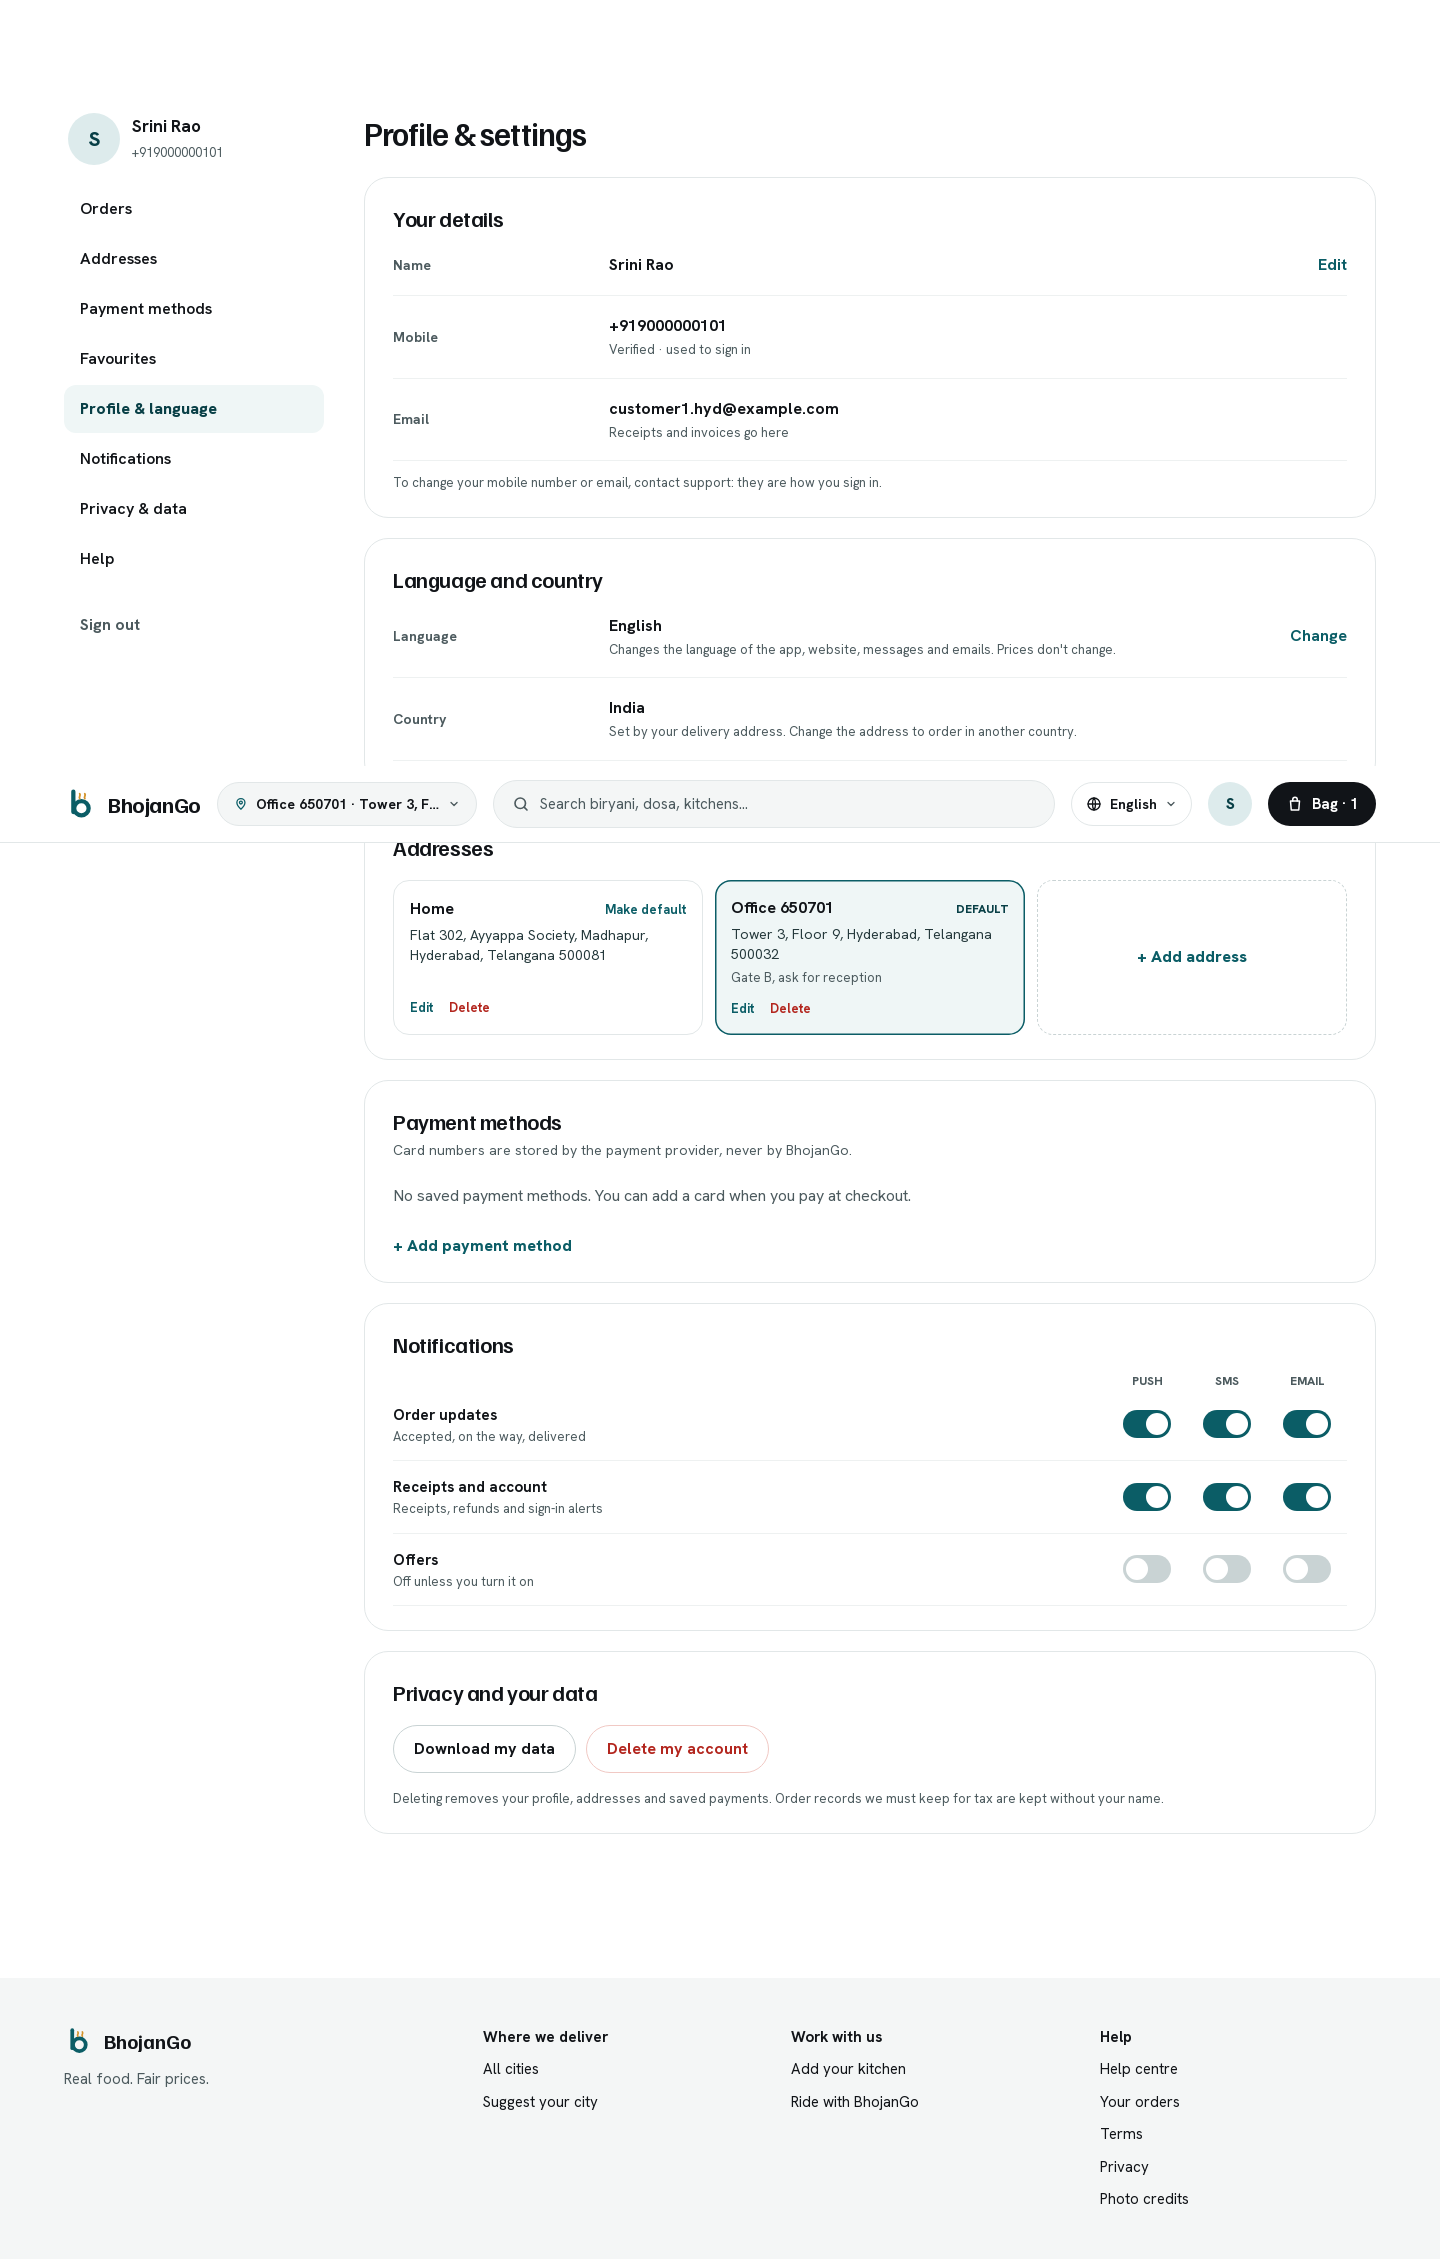 S
Srini Rao
+919000000101
Orders
Addresses
Payment methods
Favourites
Profile & language
Notifications
Privacy & data
Help
Sign out
Profile & settings
Your details
Name
Srini Rao
Edit
Mobile
+919000000101
Verified · used to sign in
Email
customer1.hyd@example.com
Receipts and invoices go here
To change your mobile number or email, contact support: they are how you sign in.
Language and country
Language
English
Changes the language of the app, website, messages and emails. Prices don't change.
Change
Country
India
Set by your delivery address. Change the address to order in another country.
BhojanGo
Office 650701 · Tower 3, F...
Search biryani, dosa, kitchens...
English
S
Bag · 1
Addresses
Home
Make default
Flat 302, Ayyappa Society, Madhapur,
Hyderabad, Telangana 500081
Edit Delete
Office 650701
DEFAULT
Tower 3, Floor 9, Hyderabad, Telangana
500032
Gate B, ask for reception
Edit Delete
+ Add address
Payment methods
Card numbers are stored by the payment provider, never by BhojanGo.
No saved payment methods. You can add a card when you pay at checkout.
+ Add payment method
Notifications
PUSH SMS EMAIL
Order updates
Accepted, on the way, delivered
Receipts and account
Receipts, refunds and sign-in alerts
Offers
Off unless you turn it on
Privacy and your data
Download my data
Delete my account
Deleting removes your profile, addresses and saved payments. Order records we must keep for tax are kept without your name.
BhojanGo
Real food. Fair prices.
Where we deliver
All cities
Suggest your city
Work with us
Add your kitchen
Ride with BhojanGo
Help
Help centre
Your orders
Terms
Privacy
Photo credits